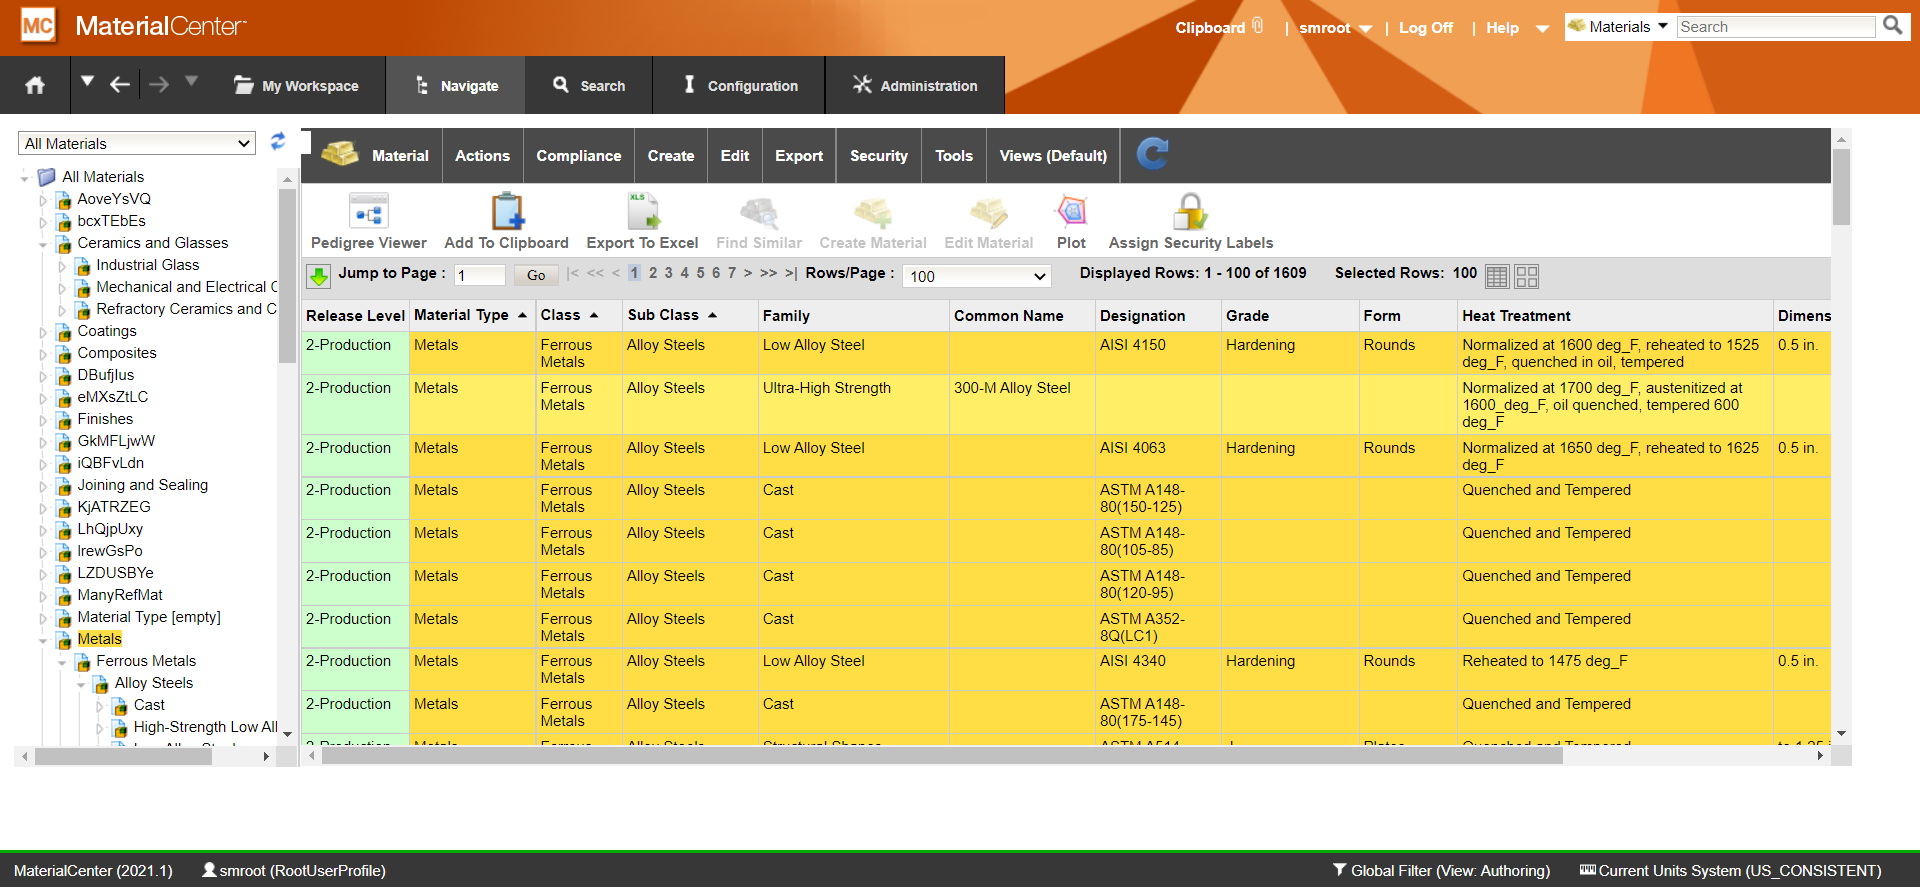 MC MaterialCenter
Clipboard | smroot | Log Off | Help Materials Search
My Workspace Navigate Search Configuration Administration
All Materials
Material Actions Compliance Create Edit Export Security Tools Views (Default)
Pedigree Viewer Add To Clipboard XLS Export To Excel Find Similar Create Material Edit Material Plot Assign Security Labels
Jump to Page : 1 Go |< << < 1 2 3 4 5 6 7 > >> >| Rows/Page : 100 Displayed Rows: 1 - 100 of 1609 Selected Rows: 100
All Materials
AoveYsVQ
bcxTEbEs
Ceramics and Glasses
Industrial Glass
Mechanical and Electrical C
Refractory Ceramics and C
Coatings
Composites
DBufjIus
eMXsZtLC
Finishes
GkMFLjwW
iQBFvLdn
Joining and Sealing
KjATRZEG
LhQjpUxy
lrewGsPo
LZDUSBYe
ManyRefMat
Material Type [empty]
Metals
Ferrous Metals
Alloy Steels
Cast
High-Strength Low All
Release Level Material Type Class Sub Class Family Common Name Designation Grade Form Heat Treatment Dimens
2-Production Metals Ferrous Metals Alloy Steels Low Alloy Steel AISI 4150 Hardening Rounds Normalized at 1600 deg_F, reheated to 1525 deg_F, quenched in oil, tempered 0.5 in.
2-Production Metals Ferrous Metals Alloy Steels Ultra-High Strength 300-M Alloy Steel Normalized at 1700 deg_F, austenitized at 1600_deg_F, oil quenched, tempered 600 deg_F
2-Production Metals Ferrous Metals Alloy Steels Low Alloy Steel AISI 4063 Hardening Rounds Normalized at 1650 deg_F, reheated to 1625 deg_F 0.5 in.
2-Production Metals Ferrous Metals Alloy Steels Cast ASTM A148-80(150-125) Quenched and Tempered
2-Production Metals Ferrous Metals Alloy Steels Cast ASTM A148-80(105-85) Quenched and Tempered
2-Production Metals Ferrous Metals Alloy Steels Cast ASTM A148-80(120-95) Quenched and Tempered
2-Production Metals Ferrous Metals Alloy Steels Cast ASTM A352-8Q(LC1) Quenched and Tempered
2-Production Metals Ferrous Metals Alloy Steels Low Alloy Steel AISI 4340 Hardening Rounds Reheated to 1475 deg_F 0.5 in.
2-Production Metals Ferrous Metals Alloy Steels Cast ASTM A148-80(175-145) Quenched and Tempered
MaterialCenter (2021.1) smroot (RootUserProfile) Global Filter (View: Authoring) Current Units System (US_CONSISTENT)